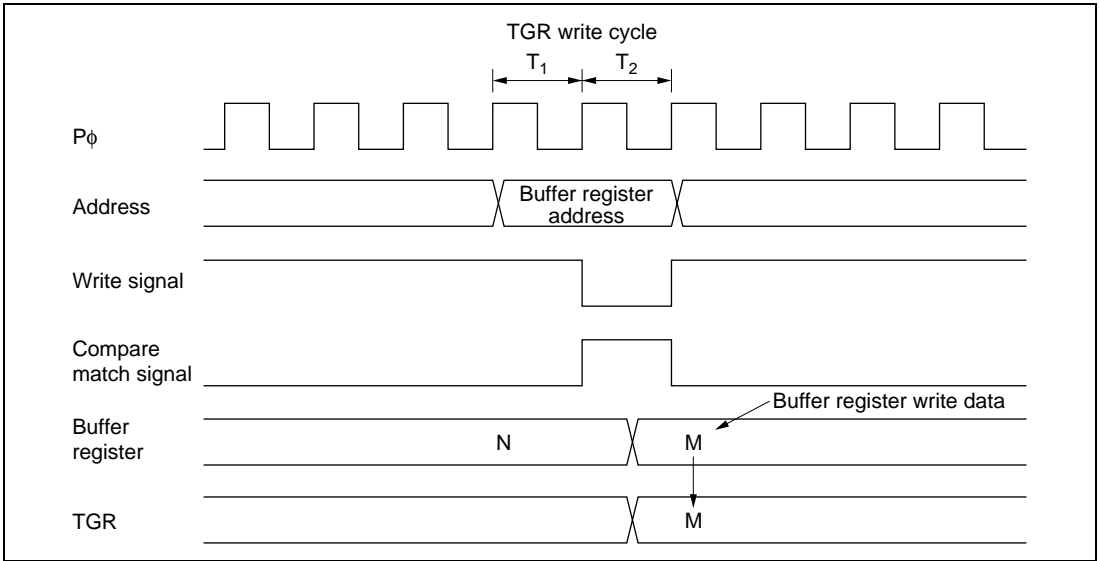 TGR write cycle
T1 T2
Pϕ
Address
Buffer register
address
Write signal
Compare
match signal
Buffer register write data
Buffer
register
N M
TGR
M